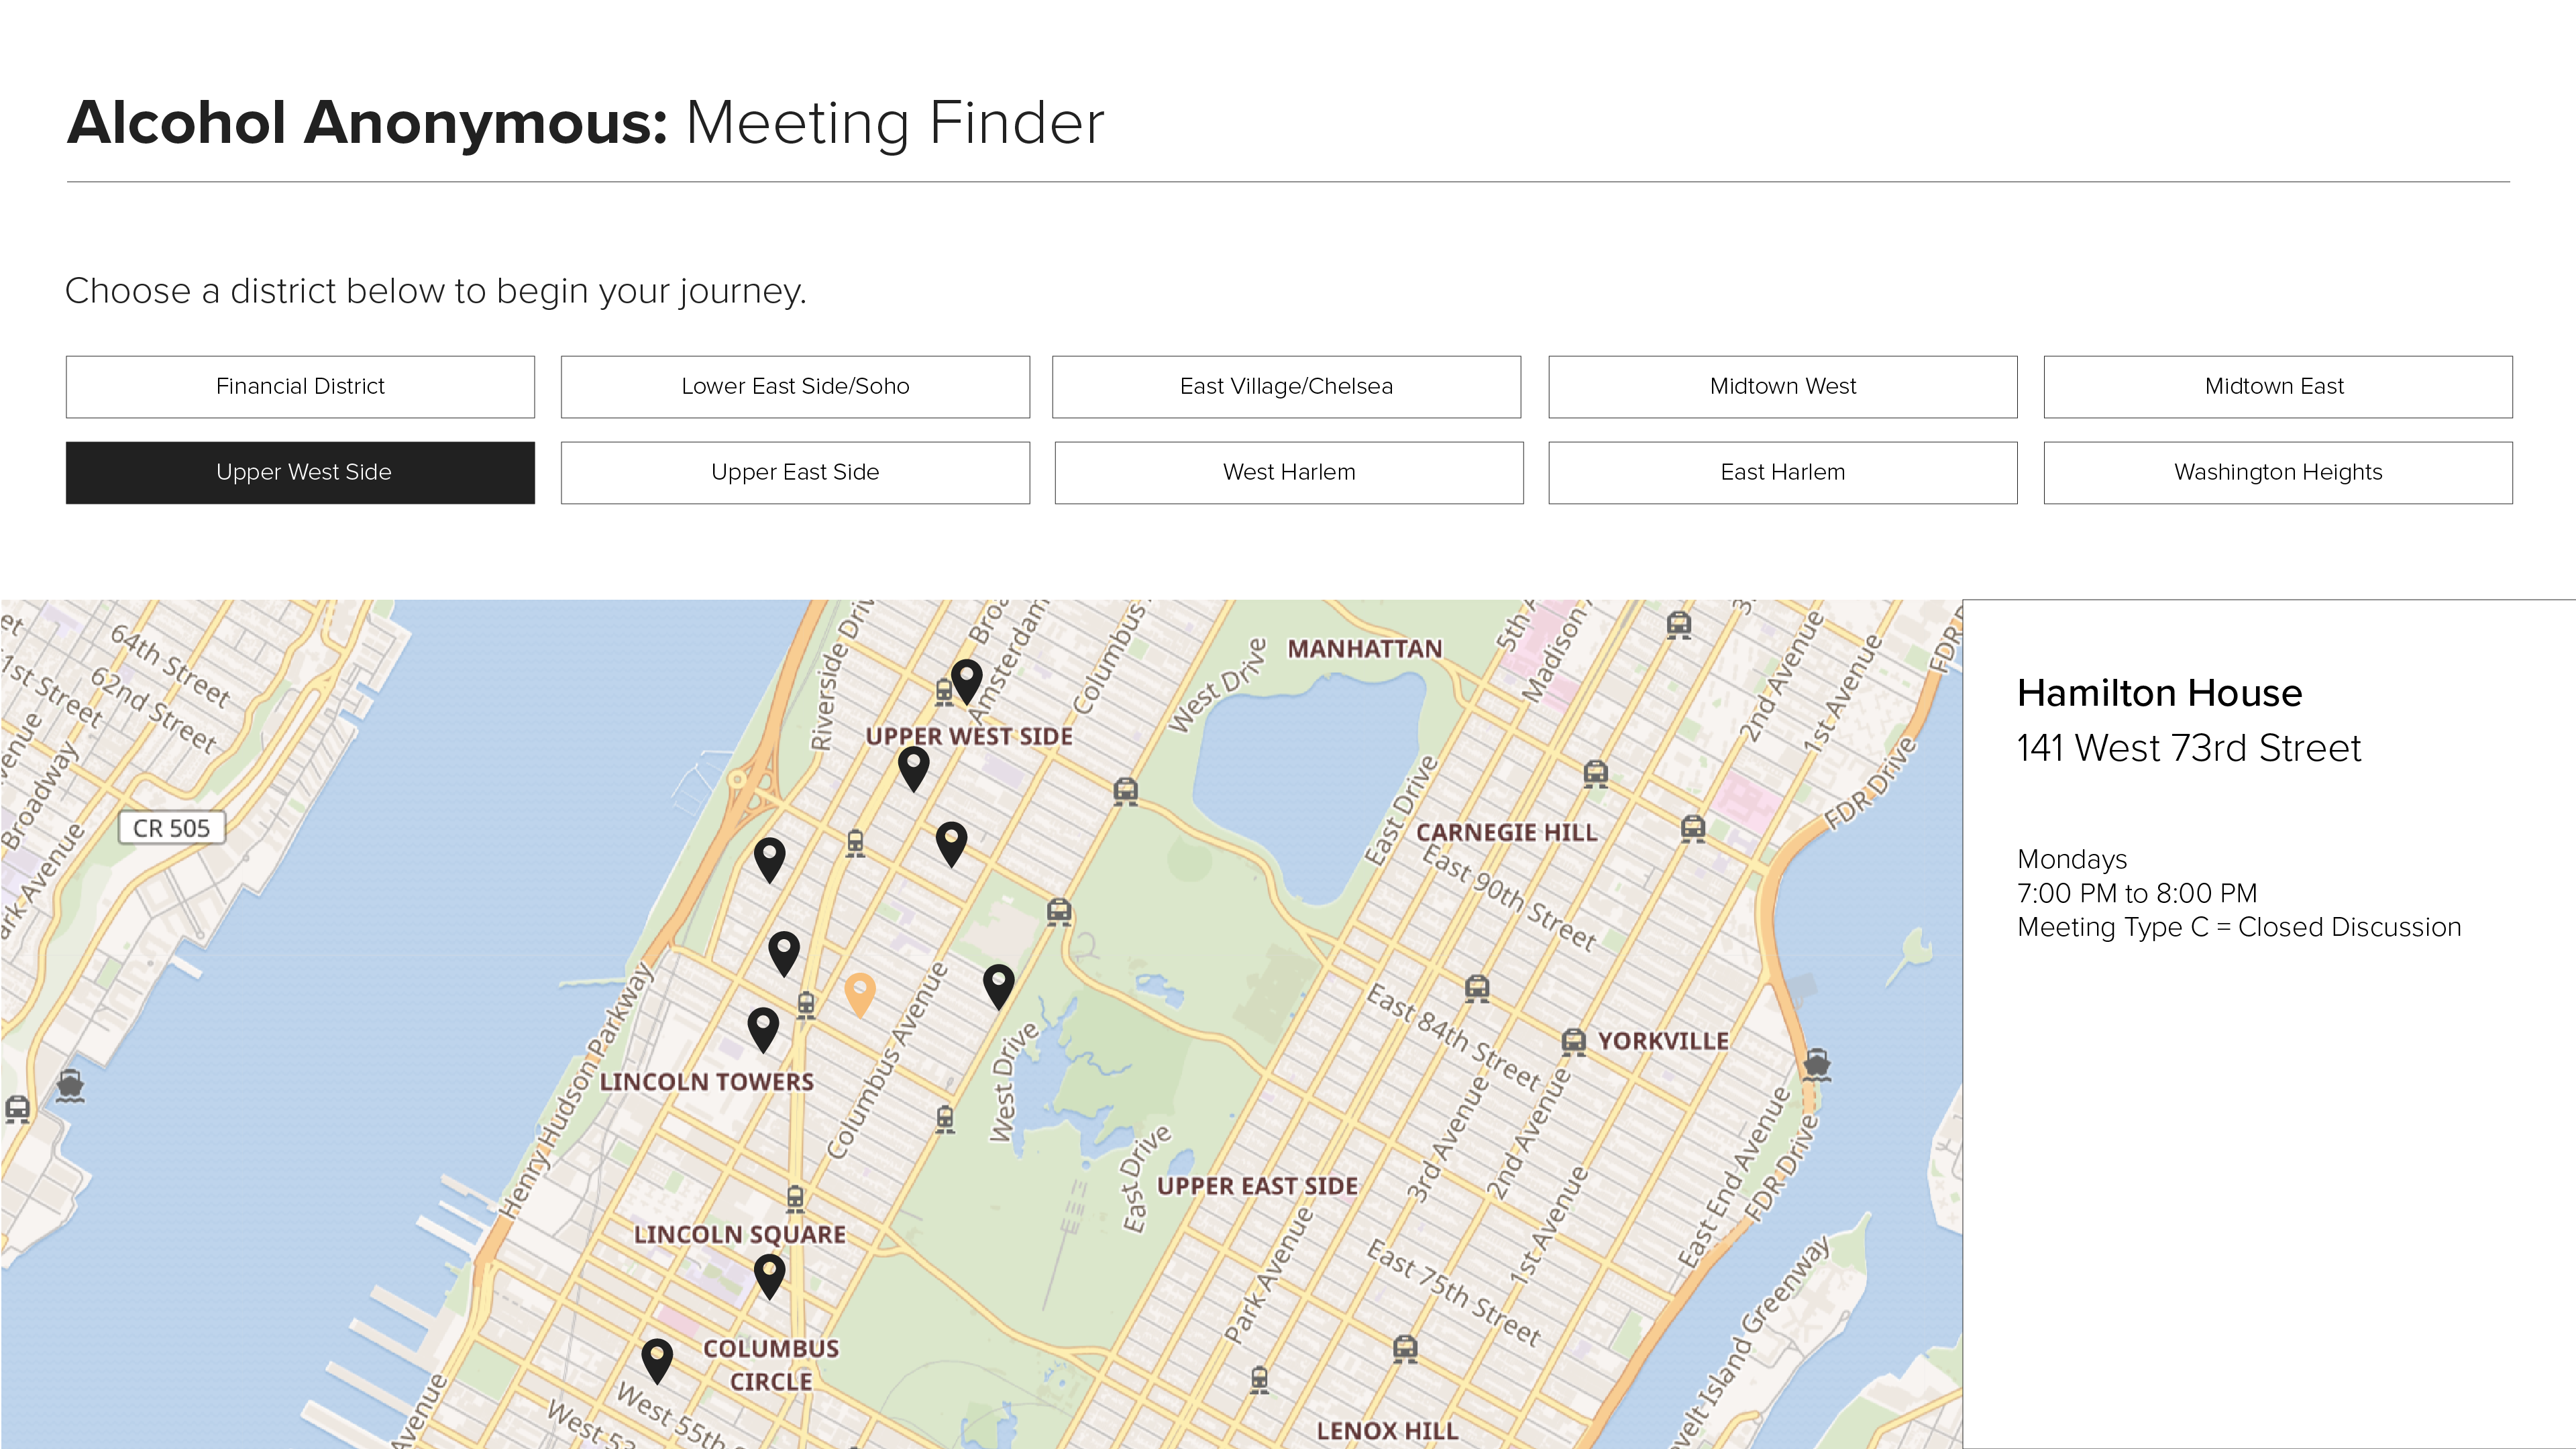 Alcohol Anonymous: Meeting Finder
Choose a district below to begin your journey.
Financial District
Lower East Side/Soho
East Village/Chelsea
Midtown West
Midtown East
Upper West Side
Upper East Side
West Harlem
East Harlem
Washington Heights
64th Street
62nd Street
Street
Broadway
CR 505
Riverside
Amsterdam
Columbus
West Drive
MANHATTAN
5th
Madison
2nd Avenue
1st Avenue
FDR
UPPER WEST SIDE
East Drive
CARNEGIE HILL
FDR Drive
East 90th Street
Henry Hudson Parkway
Columbus Avenue
West Drive
East 84th Street
YORKVILLE
LINCOLN TOWERS
East Drive
UPPER EAST SIDE
3rd Avenue
2nd Avenue
1st Avenue
East End Avenue
FDR Drive
LINCOLN SQUARE
Park Avenue
East 75th Street
Island Greenway
COLUMBUS
CIRCLE
West 55th
West
Avenue
LENOX HILL
Hamilton House
141 West 73rd Street
Mondays
7:00 PM to 8:00 PM
Meeting Type C = Closed Discussion